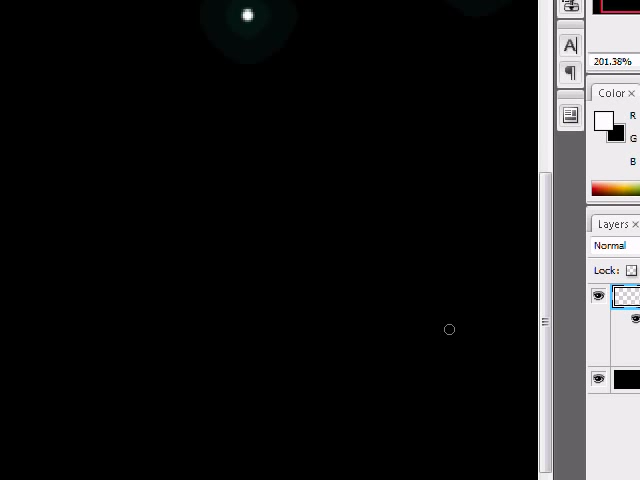 A
¶
201.38%
Color ×
R
G
B
Layers ×
Normal
Lock: